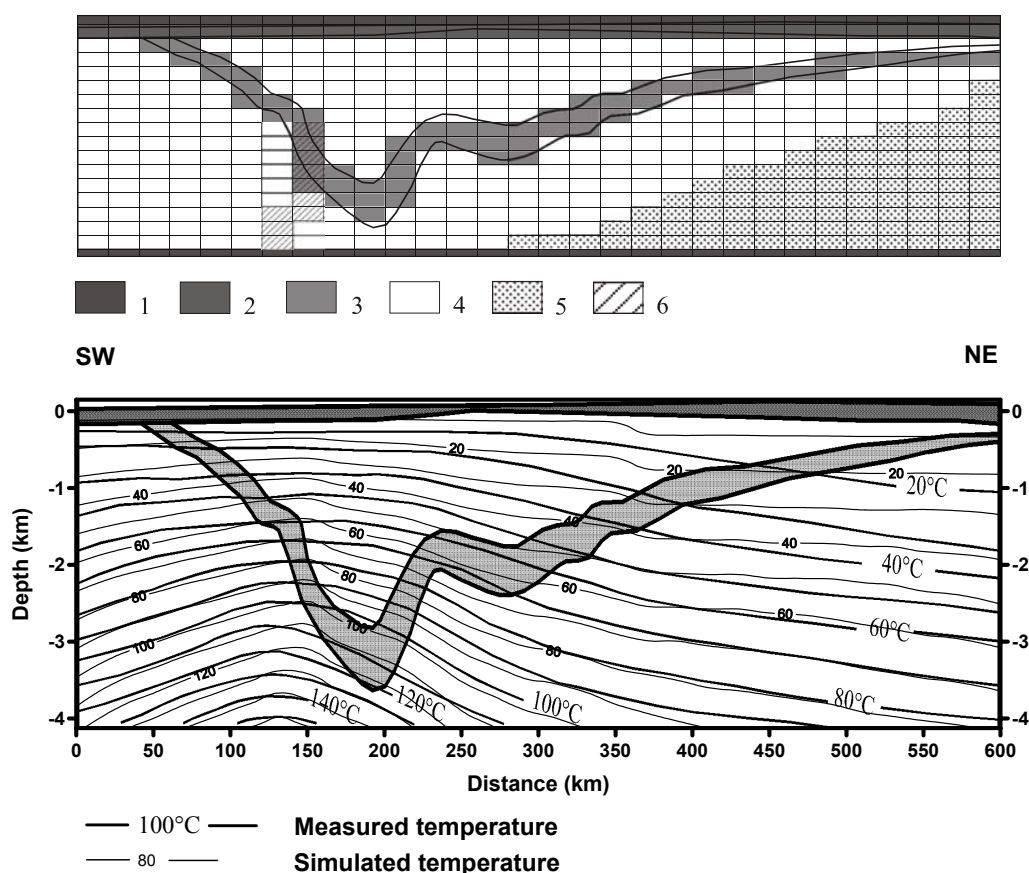 1 2 3 4 5 6
SW NE
0 0
20
20 20 20°C
-1 -1
40 40
40
60 60 40 40°C
-2 -2
80 80 60
60 60°C
100 100 80
-3 -3
120 80°C
140°C 120°C 100°C
-4 -4
Depth (km)
0 50 100 150 200 250 300 350 400 450 500 550 600
Distance (km)
100°C Measured temperature
80 Simulated temperature